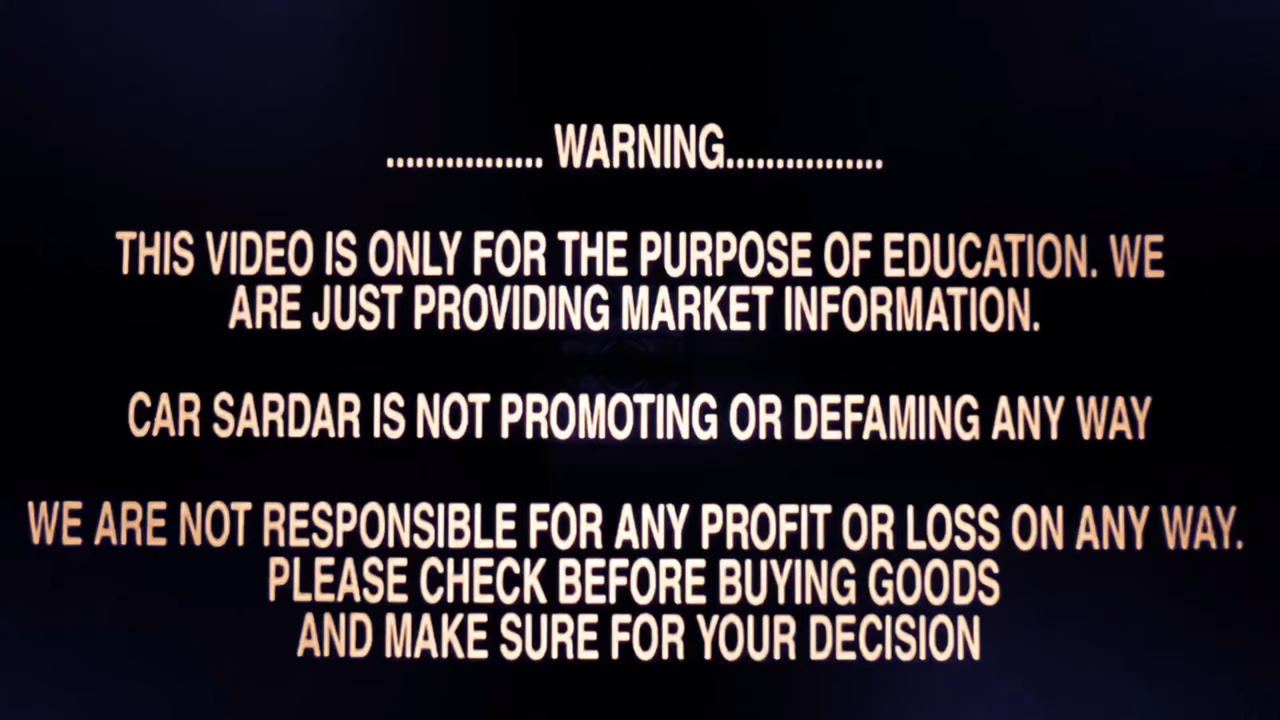 ................ WARNING................
THIS VIDEO IS ONLY FOR THE PURPOSE OF EDUCATION. WE
ARE JUST PROVIDING MARKET INFORMATION.
CAR SARDAR IS NOT PROMOTING OR DEFAMING ANY WAY
WE ARE NOT RESPONSIBLE FOR ANY PROFIT OR LOSS ON ANY WAY.
PLEASE CHECK BEFORE BUYING GOODS
AND MAKE SURE FOR YOUR DECISION